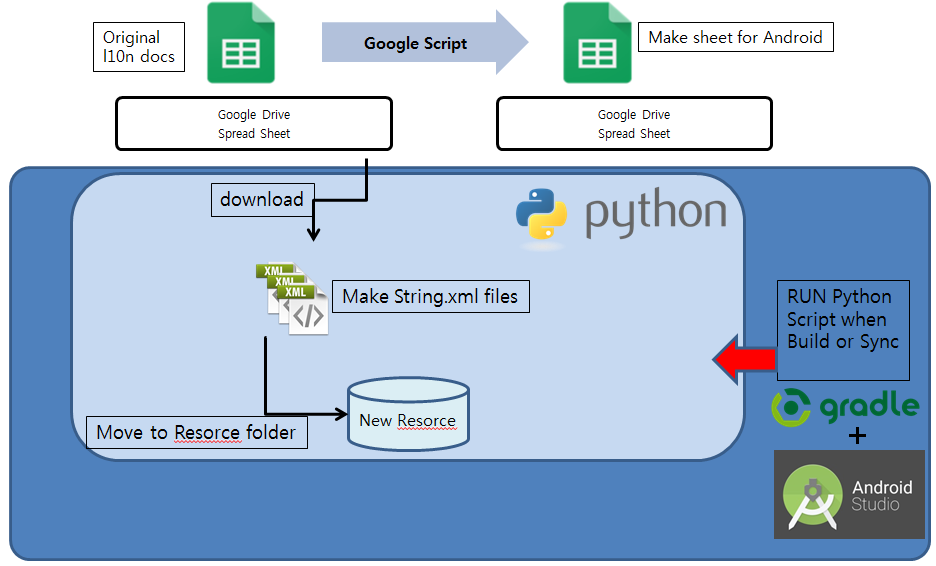 Original
l10n docs
Google Script
Make sheet for Android
Google Drive
Spread Sheet
Google Drive
Spread Sheet
download
python
XML
XML
XML
</>
Make String.xml files
RUN Python
Script when
Build or Sync
New Resorce
Move to Resorce folder
gradle
+
Android
Studio